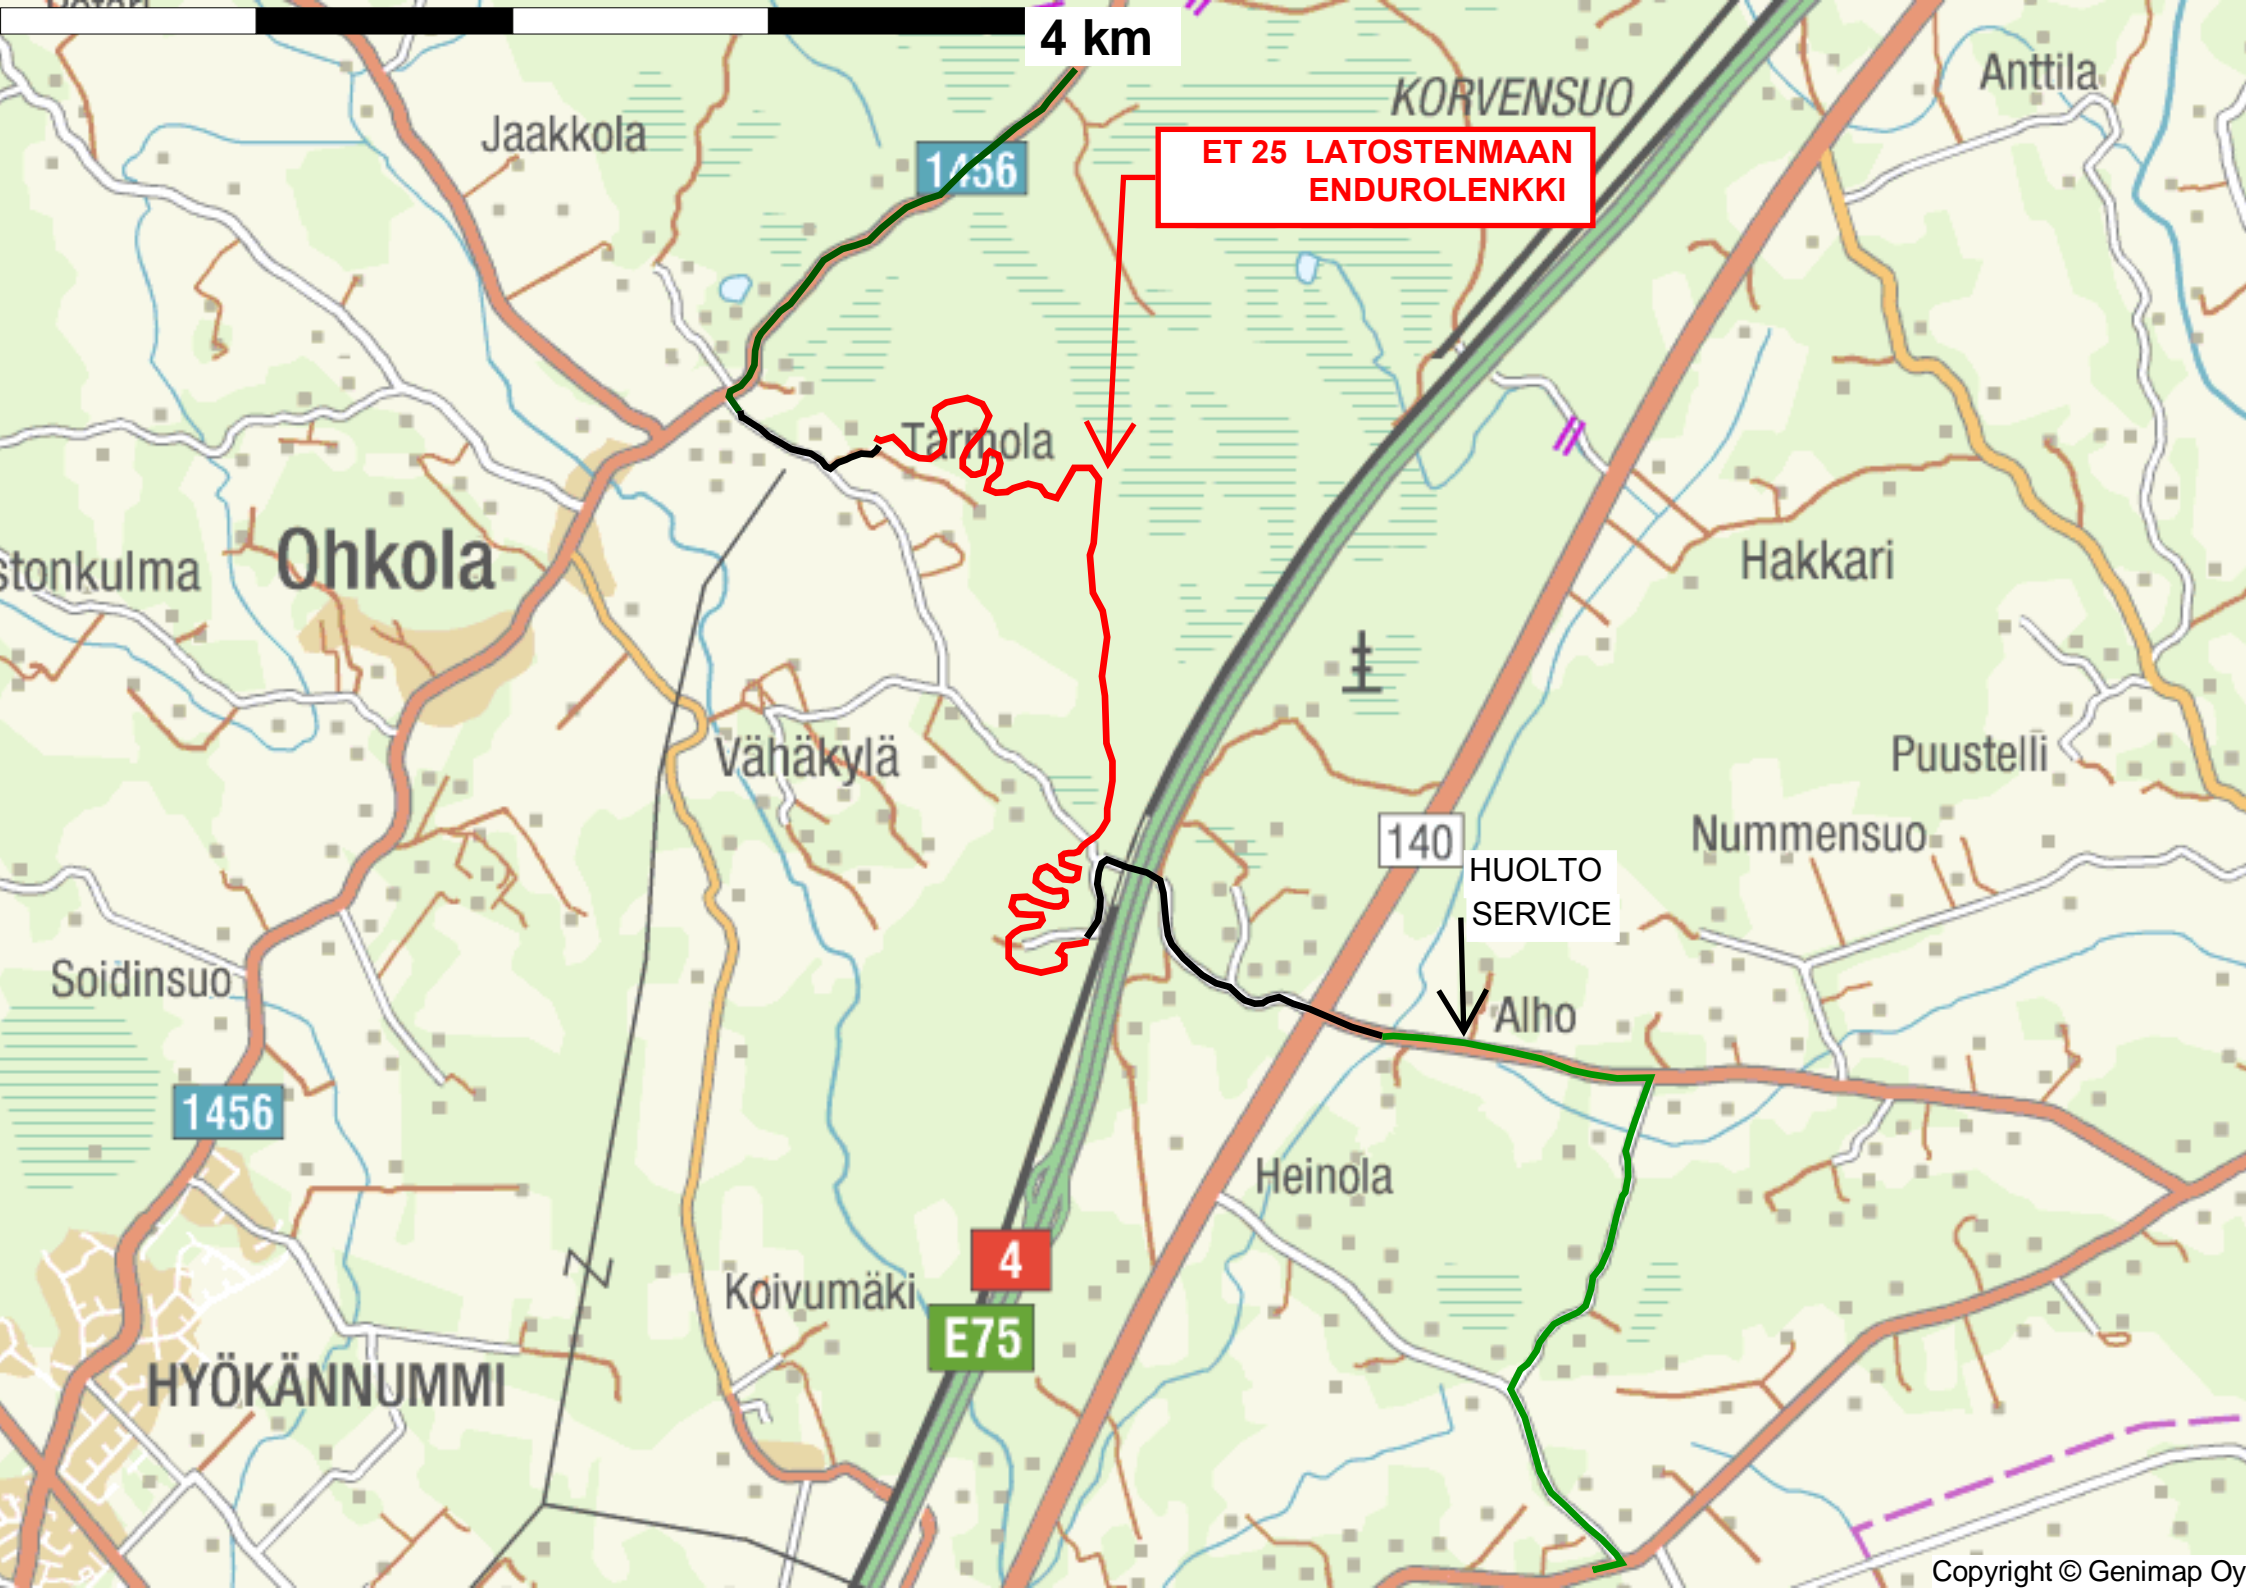 4 km
KORVENSUO
Anttila
Jaakkola
1456
ET 25 LATOSTENMAAN
ENDUROLENKKI
Tarmola
Ohkola
stonkulma
Hakkari
Vähäkylä
Puustelli
140
Nummensuo
HUOLTO
SERVICE
Soidinsuo
Alho
1456
Heinola
4
Koivumäki
E75
HYÖKÄNNUMMI
Copyright © Genimap Oy